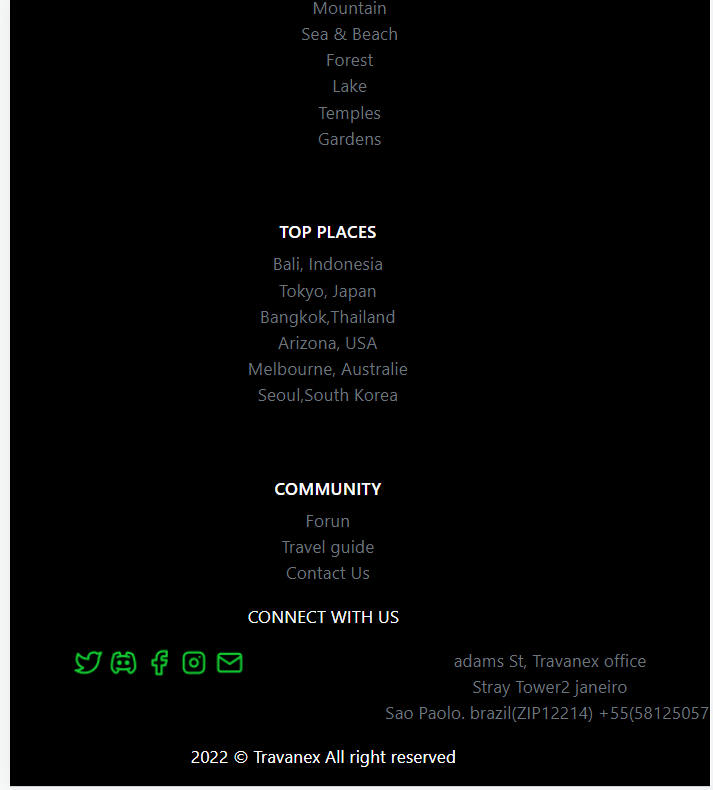 Mountain
Sea & Beach
Forest
Lake
Temples
Gardens
TOP PLACES
Bali, Indonesia
Tokyo, Japan
Bangkok,Thailand
Arizona, USA
Melbourne, Australie
Seoul,South Korea
COMMUNITY
Forun
Travel guide
Contact Us
CONNECT WITH US
adams St, Travanex office
Stray Tower2 janeiro
Sao Paolo. brazil(ZIP12214) +55(58125057
2022 © Travanex All right reserved